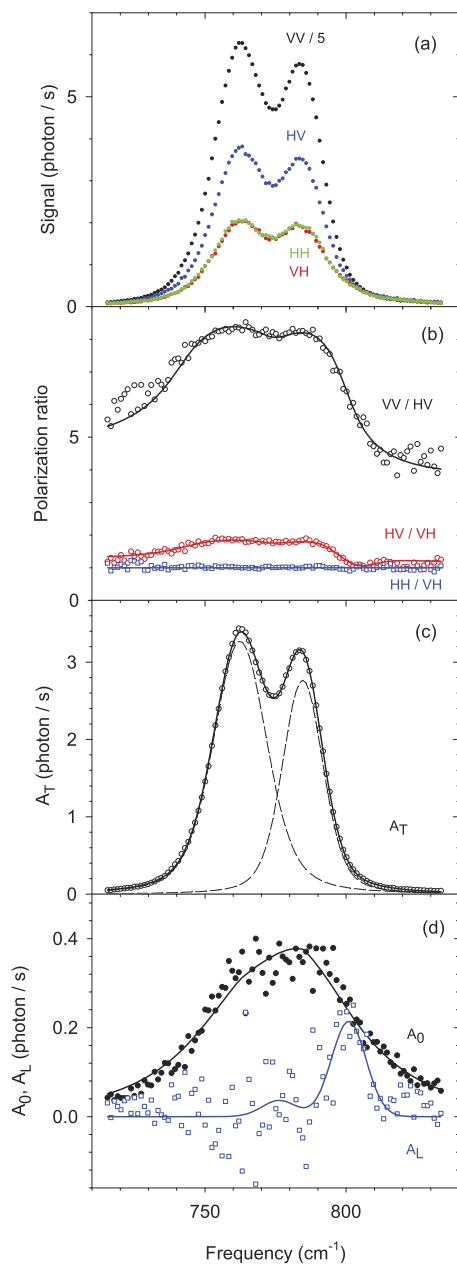 (a)
VV / 5
5
HV
Signal (photon / s)
HH
VH
0
(b)
VV / HV
5
Polarization ratio
HV / VH
HH / VH
0
(c)
3
2
A_T (photon / s)
1
A_T
0
(d)
0.4
A_0
0.2
A_0, A_L (photon / s)
0.0
A_L
750
800
Frequency (cm⁻¹)